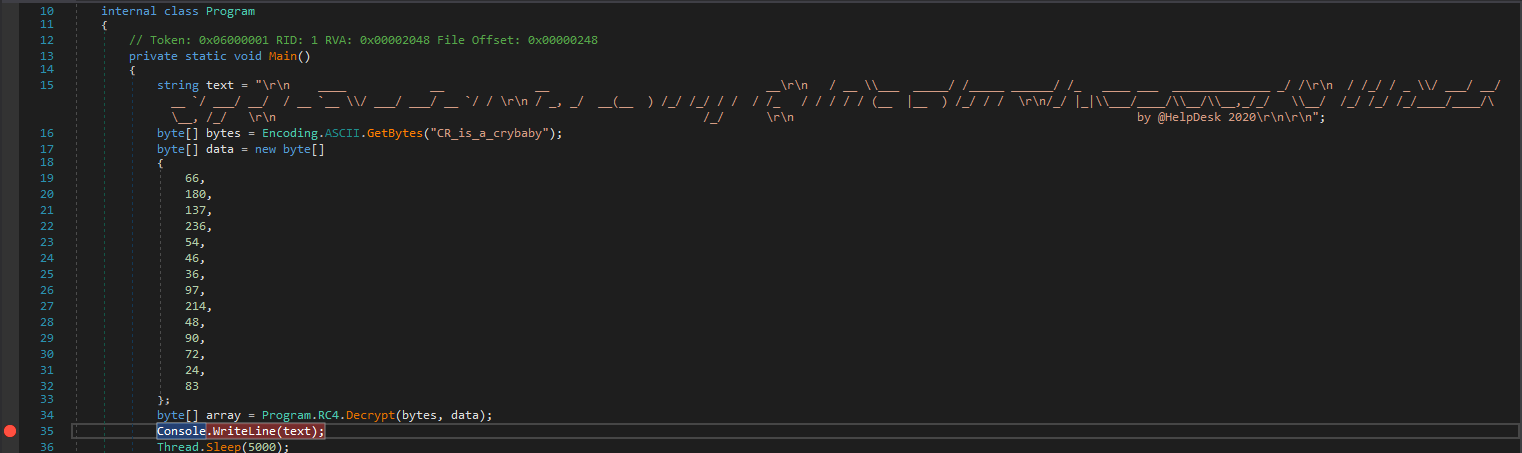 10 internal class Program
11 {
12 // Token: 0x06000001 RID: 1 RVA: 0x00002048 File Offset: 0x00000248
13 private static void Main()
14 {
15 string text = "\r\n    ____            __             __                               __\r\n   / __ \\___  _____/ /_____ ______/ /_   ____ ___  ______________ _/ /\r\n  / /_/ / _ \\/ ___/ __/
__ `/ ___/ __/  / __ `__ \\/ ___/ ___/ __ `/ / \r\n / _, _/  __(__  ) /_/ /_/ / /  / /_   / / / / / (__  |__  ) /_/ / /  \r\n/_/ |_|\\___/____/\\__/\\__,_/_/   \\__/  /_/ /_/ /_/____/____/\
\__, /_/   \r\n                                                             /_/      \r\n                                                 by @HelpDesk 2020\r\n\r\n";
16 byte[] bytes = Encoding.ASCII.GetBytes("CR_is_a_crybaby");
17 byte[] data = new byte[]
18 {
19 66,
20 180,
21 137,
22 236,
23 54,
24 46,
25 36,
26 97,
27 214,
28 48,
29 90,
30 72,
31 24,
32 83
33 };
34 byte[] array = Program.RC4.Decrypt(bytes, data);
35 Console.WriteLine(text);
36 Thread.Sleep(5000);